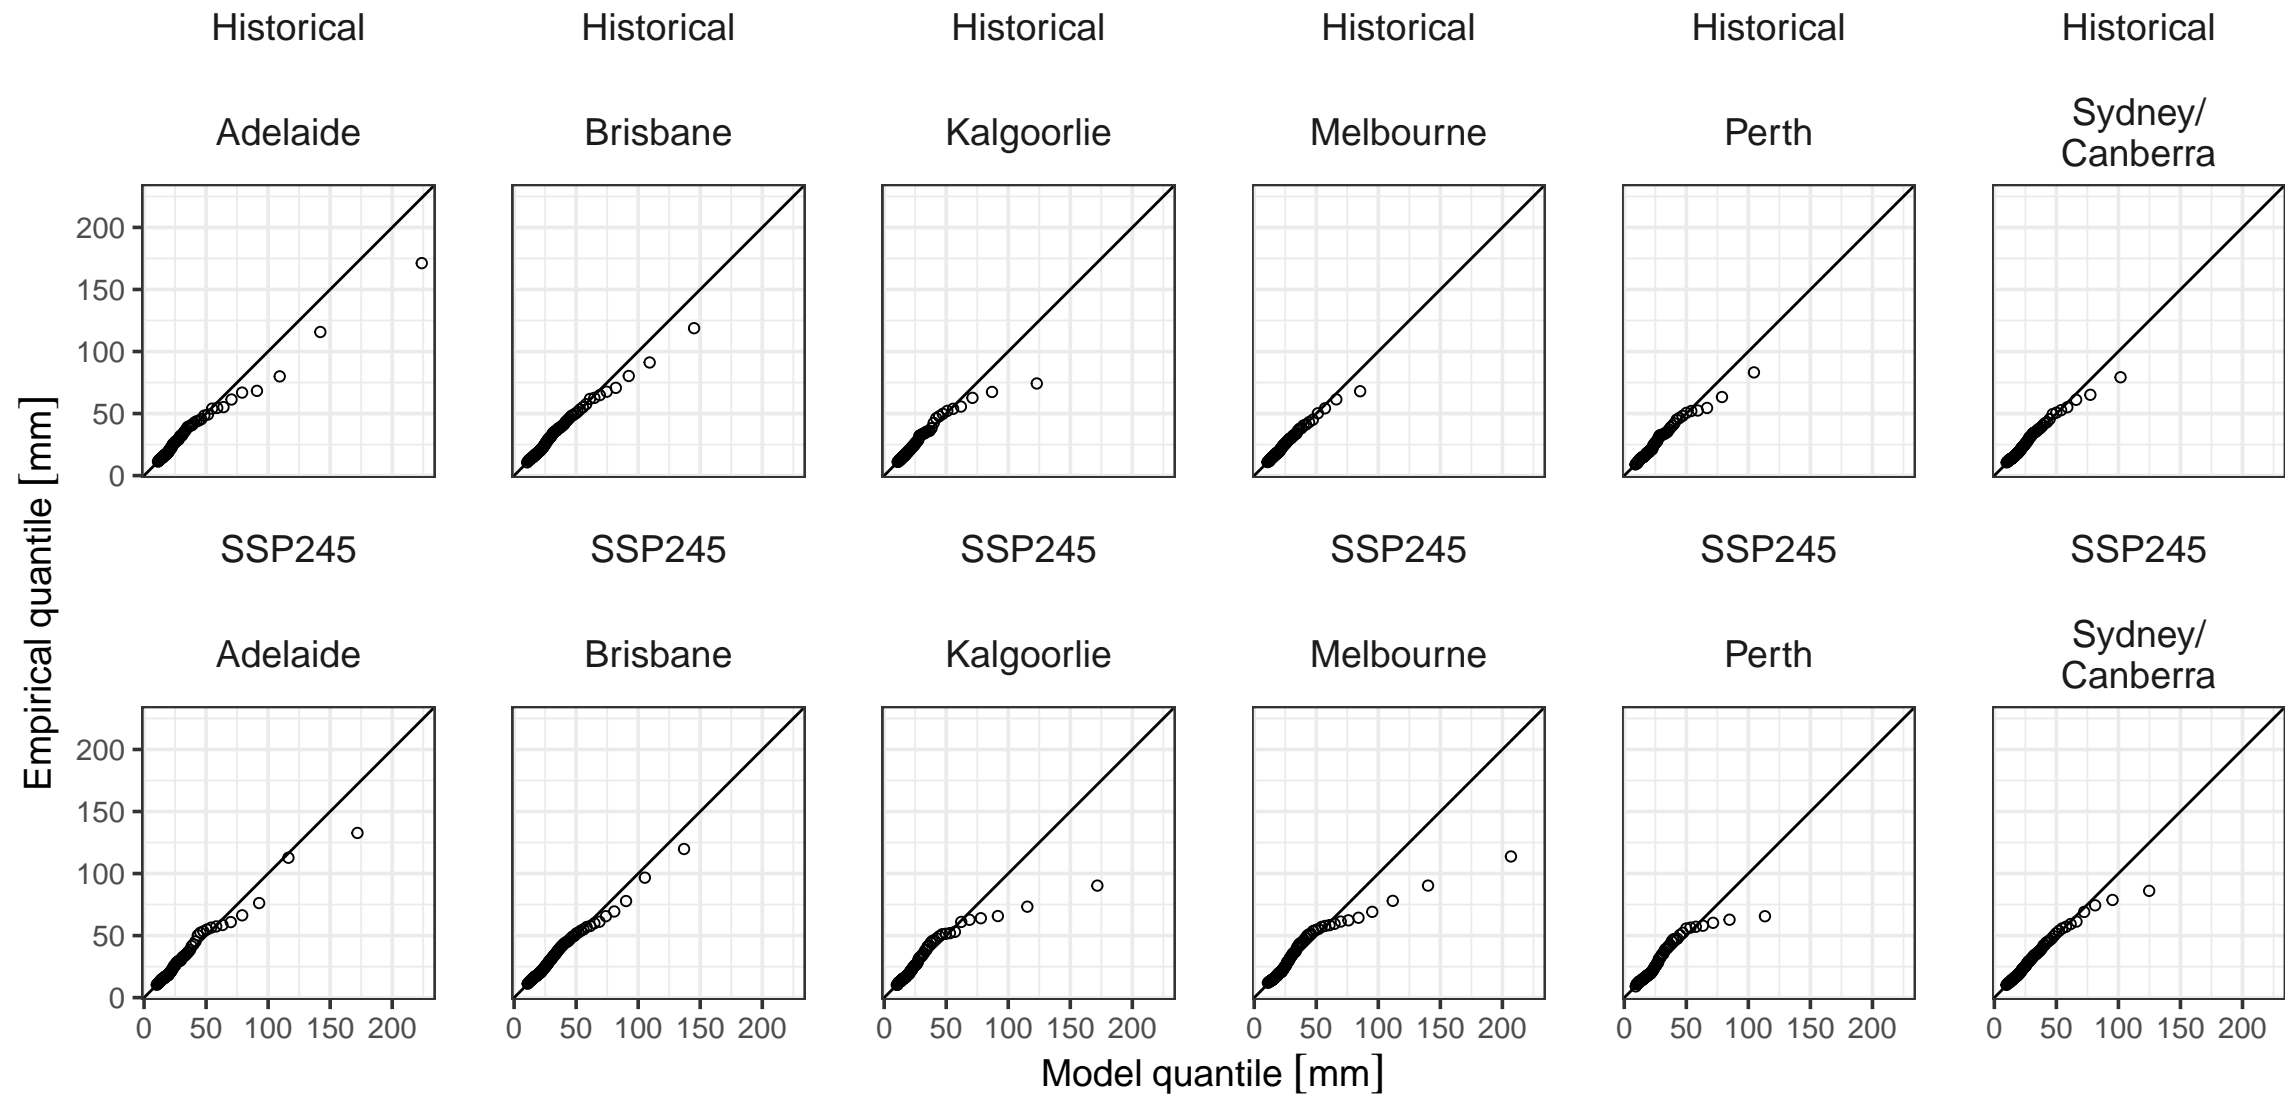 Historical Historical Historical Historical Historical Historical
Adelaide Brisbane Kalgoorlie Melbourne Perth Sydney/
Canberra
200
150
100
50
0
SSP245 SSP245 SSP245 SSP245 SSP245 SSP245
Adelaide Brisbane Kalgoorlie Melbourne Perth Sydney/
Canberra
200
150
100
50
0
0 50 100 150 200 0 50 100 150 200 0 50 100 150 200 0 50 100 150 200 0 50 100 150 200 0 50 100 150 200
Model quantile [mm]
Empirical quantile [mm]